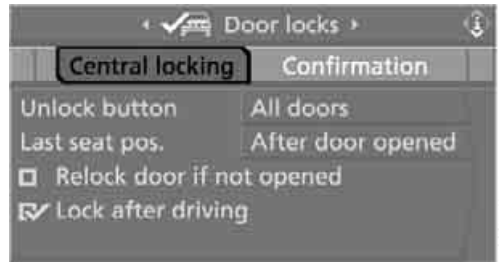 Door locks
Central locking Confirmation
Unlock button All doors
Last seat pos. After door opened
Relock door if not opened
Lock after driving